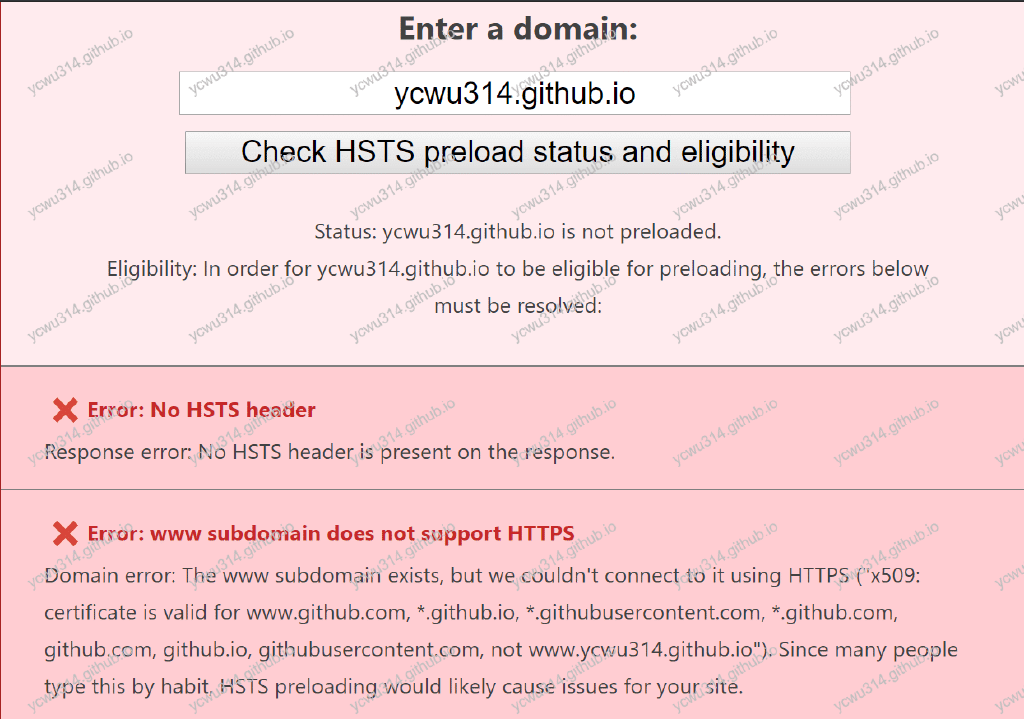 Enter a domain:
ycwu314.github.io
Check HSTS preload status and eligibility
Status: ycwu314.github.io is not preloaded.
Eligibility: In order for ycwu314.github.io to be eligible for preloading, the errors below
must be resolved:
Error: No HSTS header
Response error: No HSTS header is present on the response.
Error: www subdomain does not support HTTPS
Domain error: The www subdomain exists, but we couldn't connect to it using HTTPS ("x509:
certificate is valid for www.github.com, *.github.io, *.githubusercontent.com, *.github.com,
github.com, github.io, githubusercontent.com, not www.ycwu314.github.io"). Since many people
type this by habit, HSTS preloading would likely cause issues for your site.